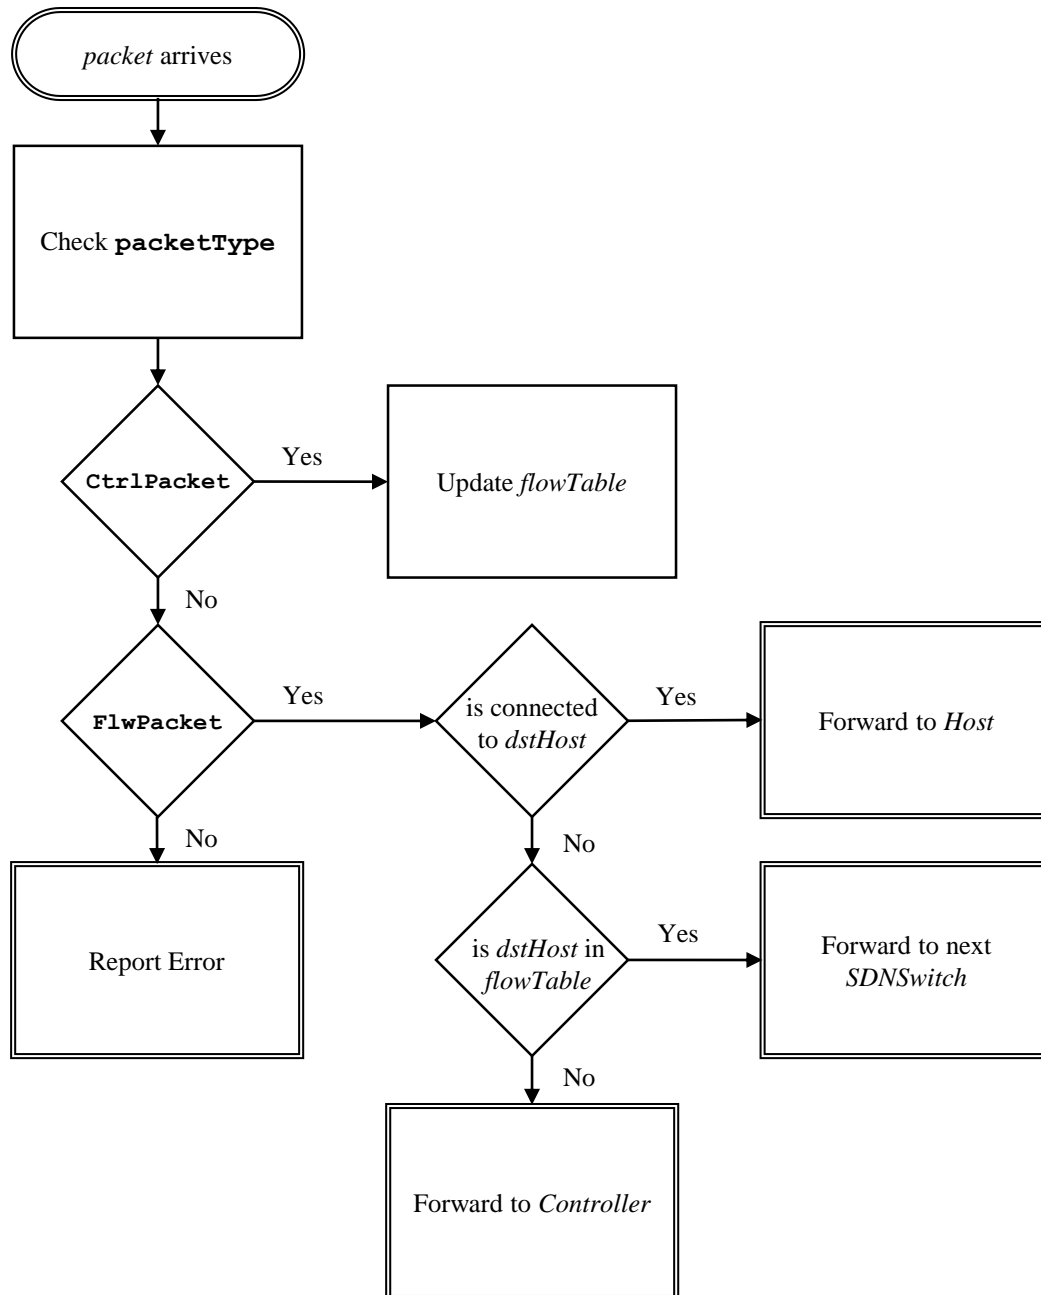 packet arrives
Check packetType
CtrlPacket
Yes
Update flowTable
No
FlwPacket
Yes
is connected
to dstHost
Yes
Forward to Host
No
Report Error
No
is dstHost in
flowTable
Yes
Forward to next
SDNSwitch
No
Forward to Controller